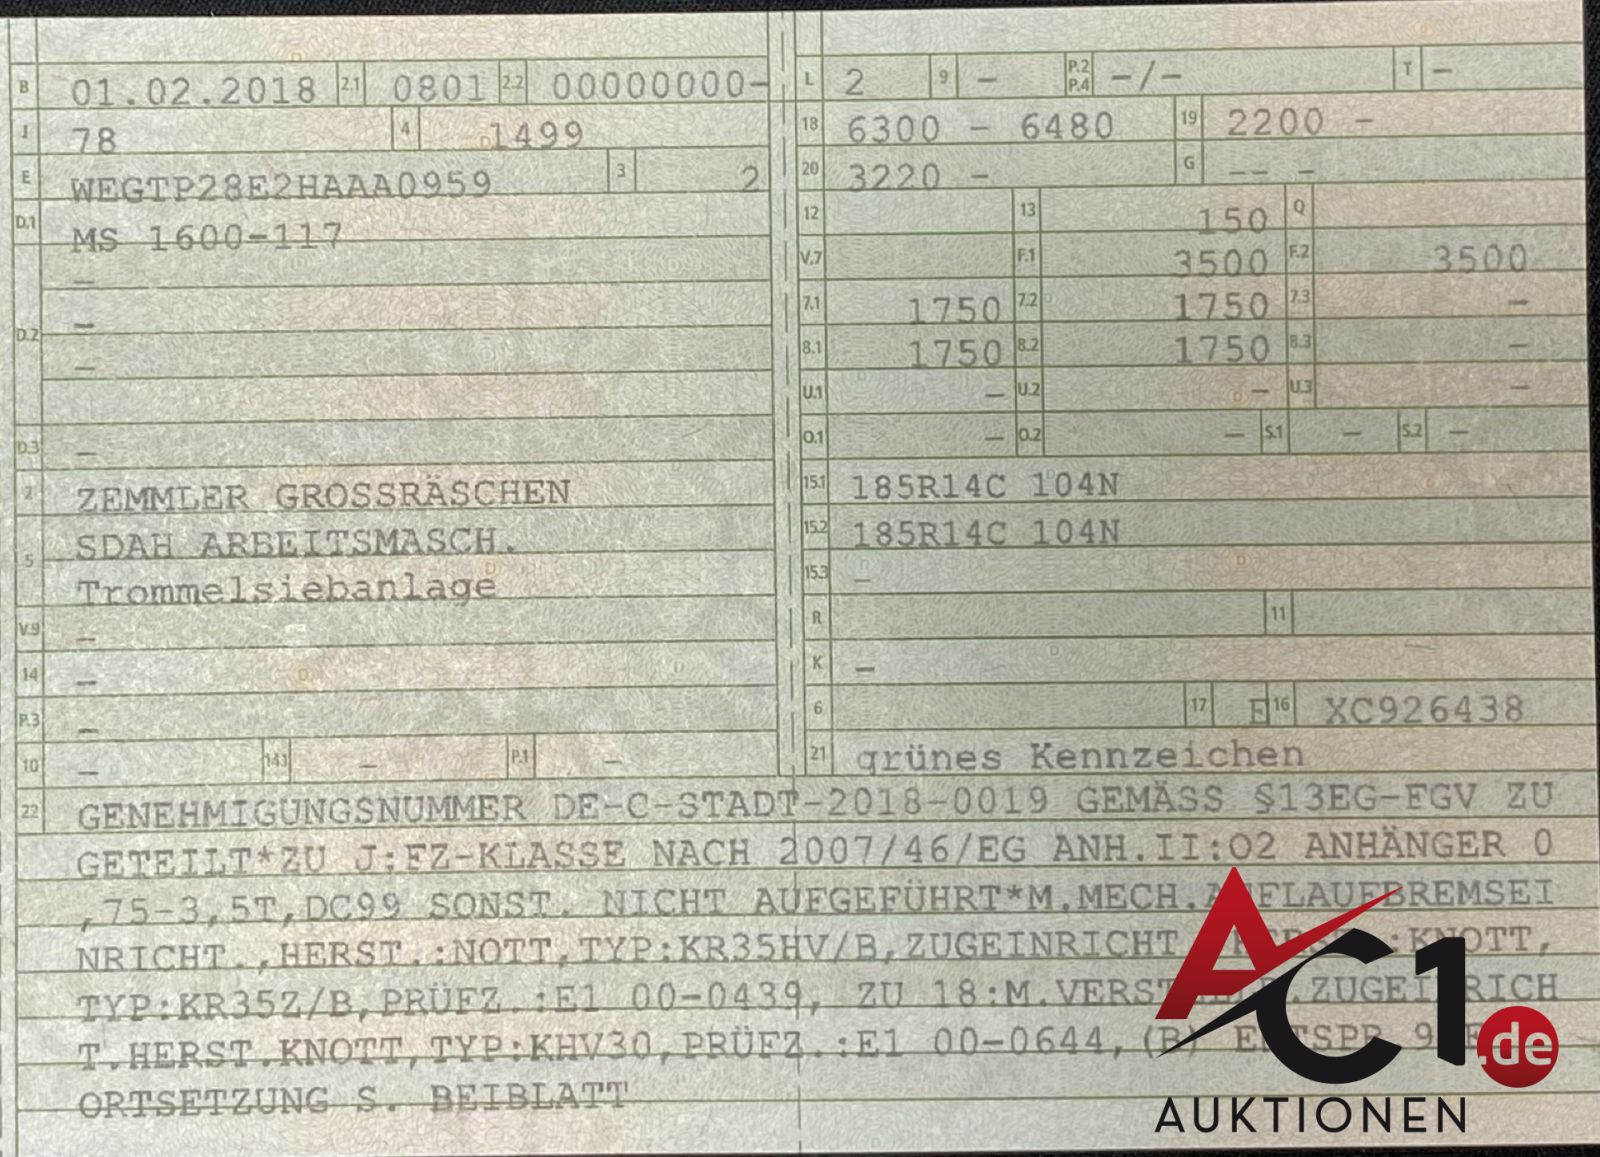 B 01.02.2018 2.1 0801 2.2 00000000-
J 78 4 1499
E WEGTP28E2HAAA0959 3 2
D.1 MS 1600-117
–
D.2 –
–
D.3 –
2 ZEMMLER GROSSRÄSCHEN
5 SDAH ARBEITSMASCH.
Trommelsiebanlage
V.9 –
14 –
P.3 –
10 – 14.1 – P.1 –
L 2 9 – P.2 P.4 –/– T –
18 6300 – 6480 19 2200 –
20 3220 – G –– –
12 13 150 Q
V.7 F.1 3500 F.2 3500
7.1 1750 7.2 1750 7.3 –
8.1 1750 8.2 1750 8.3 –
U.1 – U.2 – U.3 –
O.1 – O.2 – S.1 – S.2 –
15.1 185R14C 104N
15.2 185R14C 104N
15.3 –
R 11
K –
6 17 E 16 XC926438
21 grünes Kennzeichen
22 GENEHMIGUNGSNUMMER DE-C-STADT-2018-0019 GEMÄSS §13EG-FGV ZU
GETEILT*ZU J:FZ-KLASSE NACH 2007/46/EG ANH.II:O2 ANHÄNGER 0
,75-3,5T,DC99 SONST. NICHT AUFGEFÜHRT*M.MECH.AUFLAUFBREMSEI
NRICHT.,HERST.:KNOTT,TYP:KR35HV/B,ZUGEINRICHT :KNOTT,
TYP:KR35Z/B,PRÜFZ.:E1 00-0439, ZU 18:M. ZUGEINRICH
T.HERST.KNOTT,TYP:KHV30,PRÜFZ.:E1 00-0644,(B)
ORTSETZUNG S. BEIBLATT
AC1.de
AUKTIONEN